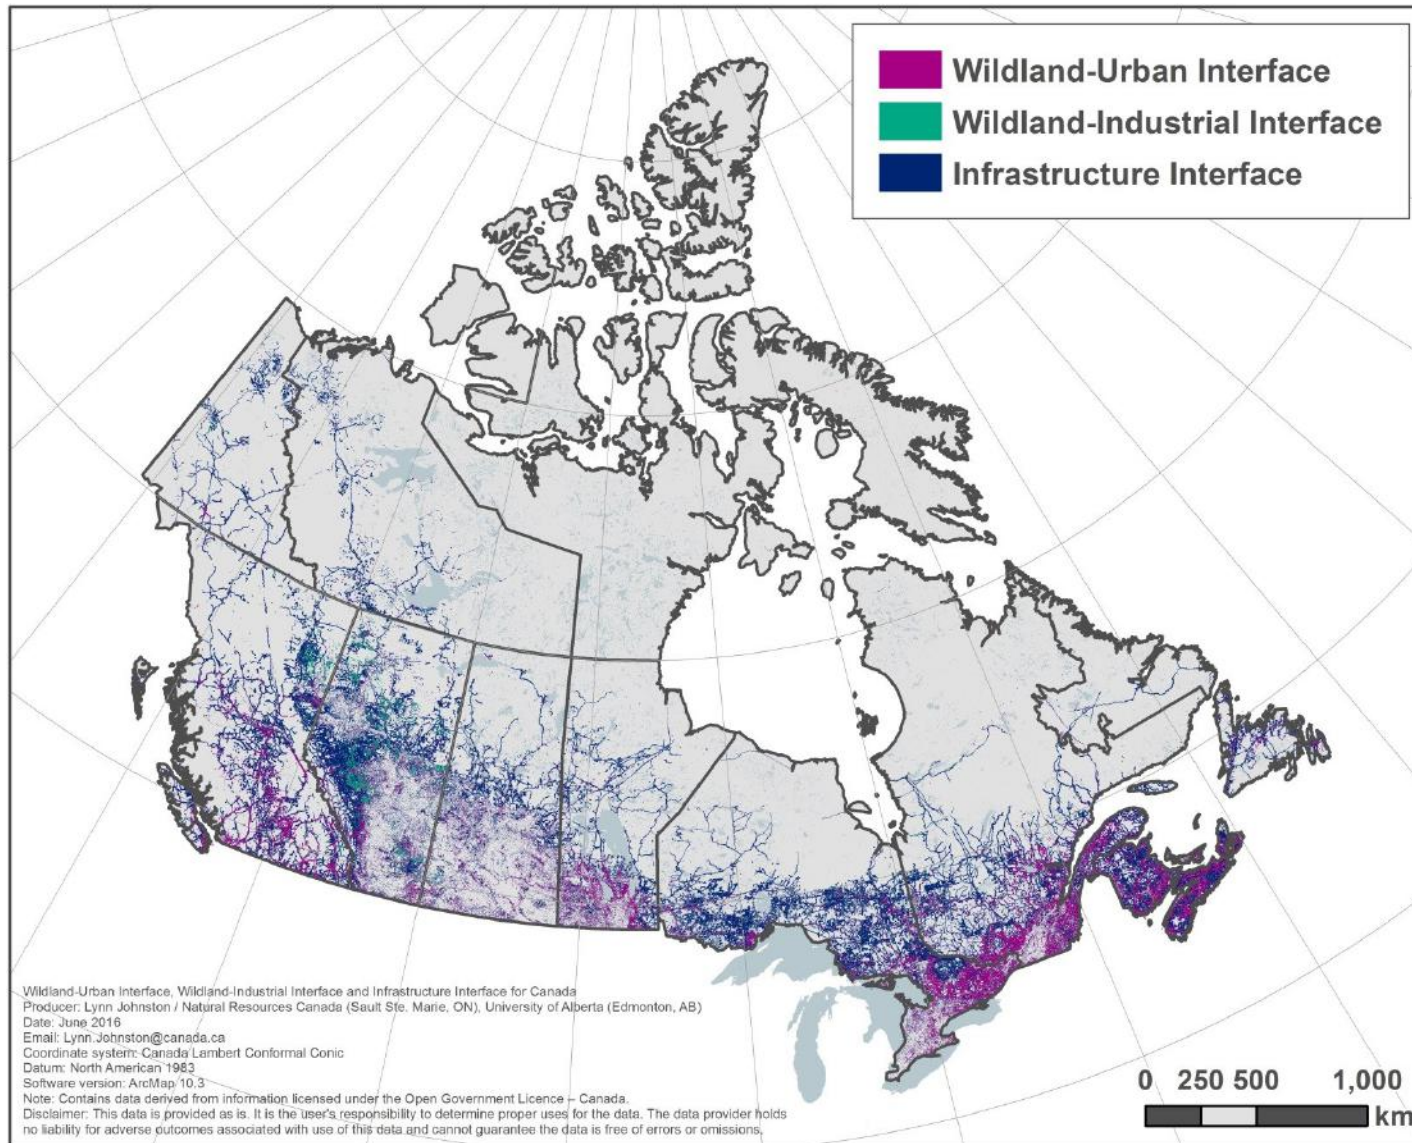 Wildland-Urban Interface
Wildland-Industrial Interface
Infrastructure Interface
Wildland-Urban Interface, Wildland-Industrial Interface and Infrastructure Interface for Canada
Producer: Lynn Johnston / Natural Resources Canada (Sault Ste. Marie, ON), University of Alberta (Edmonton, AB)
Date: June 2016
Email: Lynn.Johnston@canada.ca
Coordinate system: Canada Lambert Conformal Conic
Datum: North American 1983
Software version: ArcMap 10.3
Note: Contains data derived from information licensed under the Open Government Licence – Canada.
Disclaimer: This data is provided as is. It is the user's responsibility to determine proper uses for the data. The data provider holds
no liability for adverse outcomes associated with use of this data and cannot guarantee the data is free of errors or omissions.
0 250 500 1,000
km